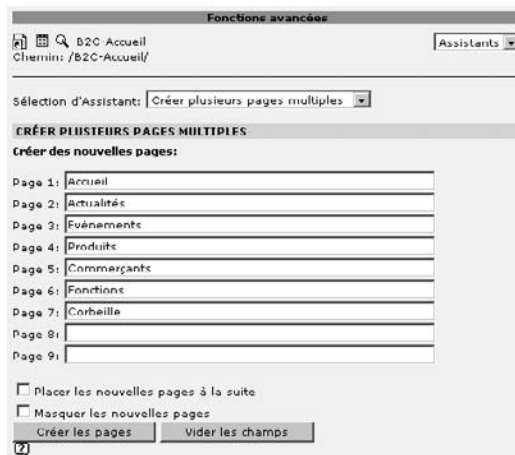 Fonctions avancées
B2C-Accueil
Assistants
Chemin: /B2C-Accueil/
Sélection d'Assistant: Créer plusieurs pages multiples
CRÉER PLUSIEURS PAGES MULTIPLES
Créer des nouvelles pages:
Page 1: Accueil
Page 2: Actualités
Page 3: Evènements
Page 4: Produits
Page 5: Commerçants
Page 6: Fonctions
Page 7: Corbeille
Page 8:
Page 9:
Placer les nouvelles pages à la suite
Masquer les nouvelles pages
Créer les pages Vider les champs
?